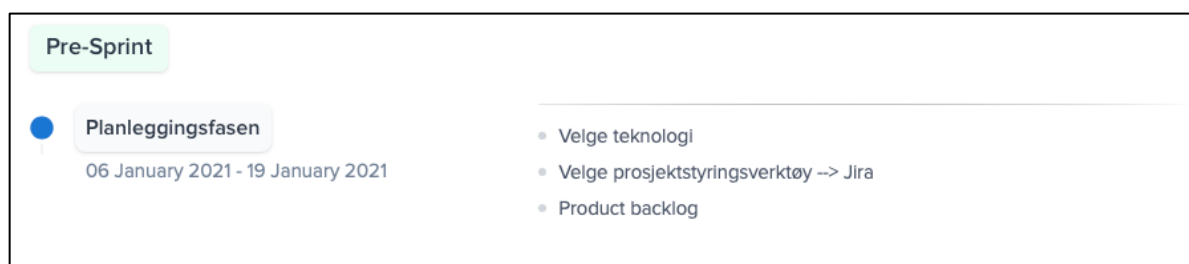 Pre-Sprint
Planleggingsfasen
06 January 2021 - 19 January 2021
Velge teknologi
Velge prosjektstyringsverktøy --> Jira
Product backlog